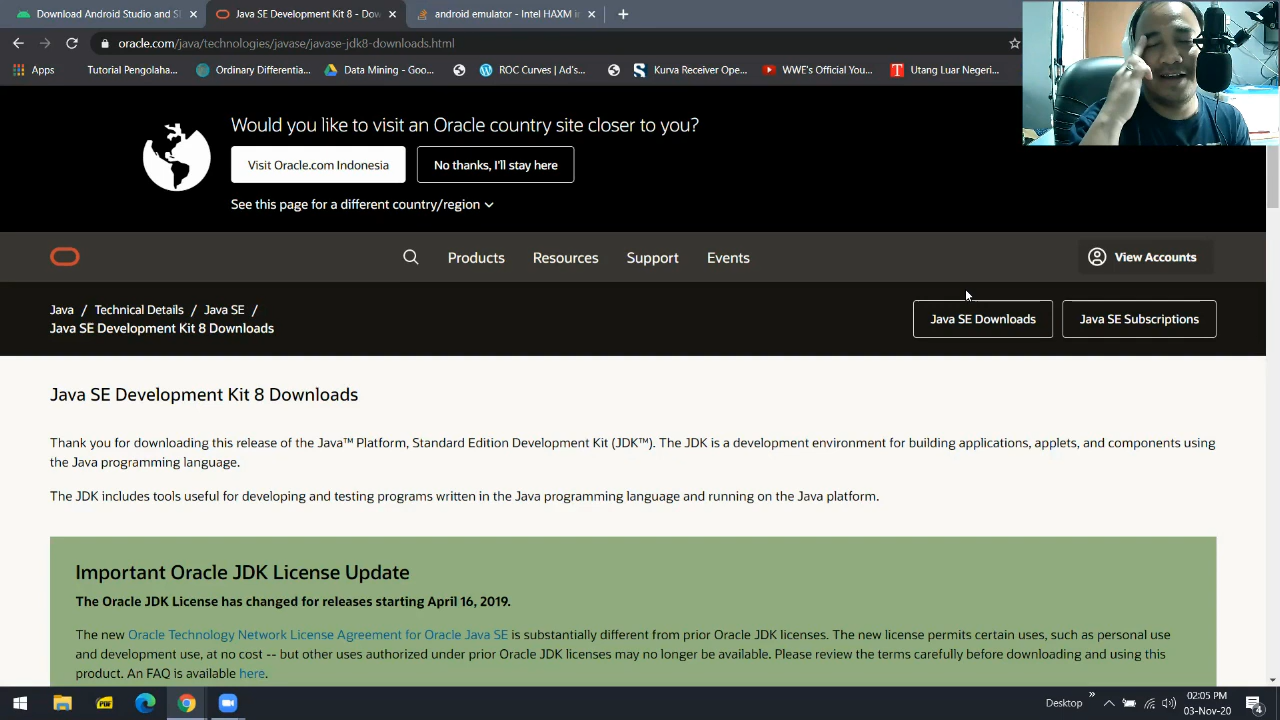 Download Android Studio and S
Java SE Development Kit 8 - Dow
android emulator - Intel HAXM i
oracle.com/java/technologies/javase/javase-jdk8-downloads.html
Apps
Tutorial Pengolaha...
Ordinary Differentia...
Data Mining - Goo...
ROC Curves | Ad's...
Kurva Receiver Ope...
WWE's Official You...
Utang Luar Negeri...
Would you like to visit an Oracle country site closer to you?
Visit Oracle.com Indonesia
No thanks, I'll stay here
See this page for a different country/region
Products
Resources
Support
Events
View Accounts
Java / Technical Details / Java SE /
Java SE Development Kit 8 Downloads
Java SE Downloads
Java SE Subscriptions
Java SE Development Kit 8 Downloads
Thank you for downloading this release of the Java™ Platform, Standard Edition Development Kit (JDK™). The JDK is a development environment for building applications, applets, and components using
the Java programming language.
The JDK includes tools useful for developing and testing programs written in the Java programming language and running on the Java platform.
Important Oracle JDK License Update
The Oracle JDK License has changed for releases starting April 16, 2019.
The new Oracle Technology Network License Agreement for Oracle Java SE is substantially different from prior Oracle JDK licenses. The new license permits certain uses, such as personal use
and development use, at no cost -- but other uses authorized under prior Oracle JDK licenses may no longer be available. Please review the terms carefully before downloading and using this
product. An FAQ is available here.
Desktop
02:05 PM
03-Nov-20
4